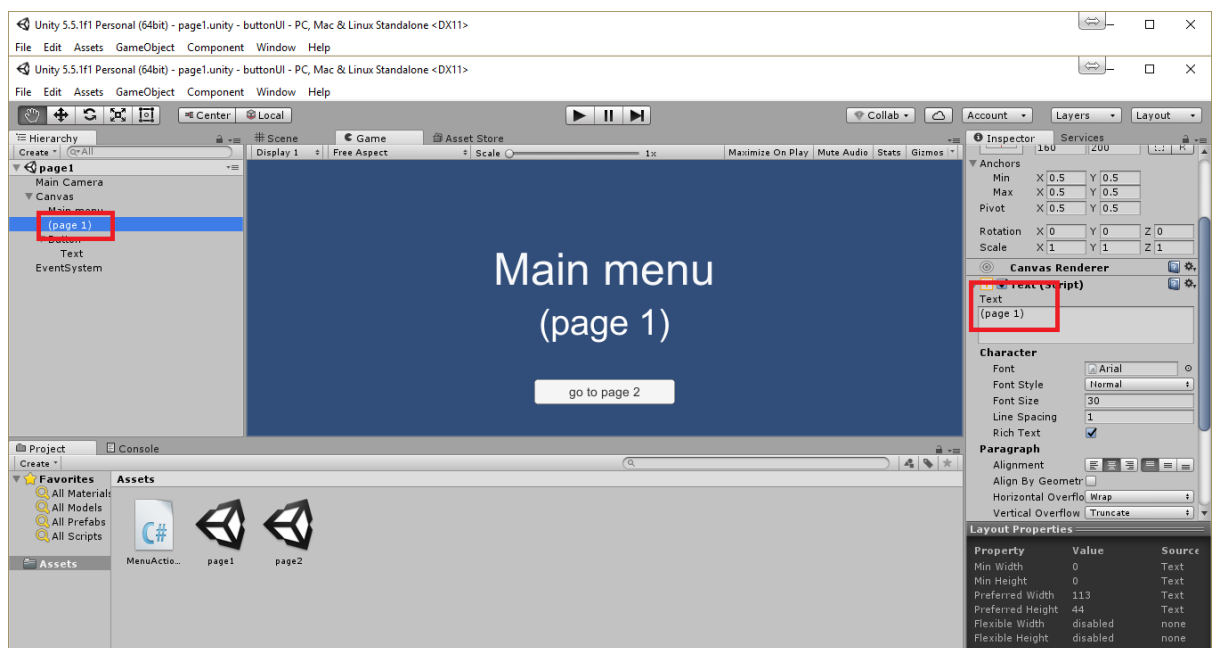 Unity 5.5.1f1 Personal (64bit) - page1.unity - buttonUI - PC, Mac & Linux Standalone <DX11>
File Edit Assets GameObject Component Window Help
Unity 5.5.1f1 Personal (64bit) - page1.unity - buttonUI - PC, Mac & Linux Standalone <DX11>
File Edit Assets GameObject Component Window Help
Center Local Collab Account Layers Layout
Hierarchy
Create All
page1
Main Camera
Canvas
Main menu
(page 1)
Button
Text
EventSystem
Scene Game Asset Store
Display 1 Free Aspect Scale 1x Maximize On Play Mute Audio Stats Gizmos
Main menu
(page 1)
go to page 2
Inspector Services
160 200 R
Anchors
Min X 0.5 Y 0.5
Max X 0.5 Y 0.5
Pivot X 0.5 Y 0.5
Rotation X 0 Y 0 Z 0
Scale X 1 Y 1 Z 1
Canvas Renderer
Text (Script)
Text
(page 1)
Character
Font Arial
Font Style Normal
Font Size 30
Line Spacing 1
Rich Text
Paragraph
Alignment
Align By Geometr
Horizontal Overflo Wrap
Vertical Overflow Truncate
Layout Properties
Property Value Source
Min Width 0 Text
Min Height 0 Text
Preferred Width 113 Text
Preferred Height 44 Text
Flexible Width disabled none
Flexible Height disabled none
Project Console
Create
Favorites
All Materials
All Models
All Prefabs
All Scripts
Assets
Assets
C#
MenuActio... page1 page2